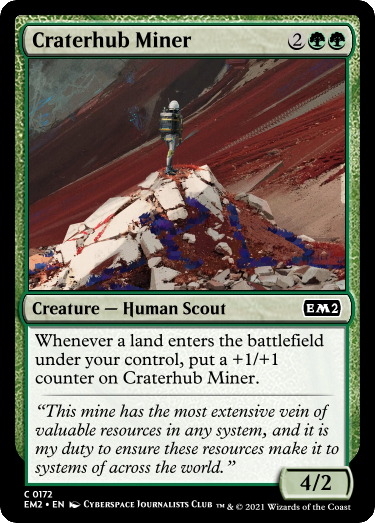 Craterhub Miner 2
Creature — Human Scout EM2
Whenever a land enters the battlefield
under your control, put a +1/+1
counter on Craterhub Miner.
“This mine has the most extensive vein of
valuable resources in any system, and it is
my duty to ensure these resources make it to
systems of across the world.”
4/2
C 0172
EM2 • EN CYBERSPACE JOURNALISTS CLUB ™ & © 2021 Wizards of the Coast